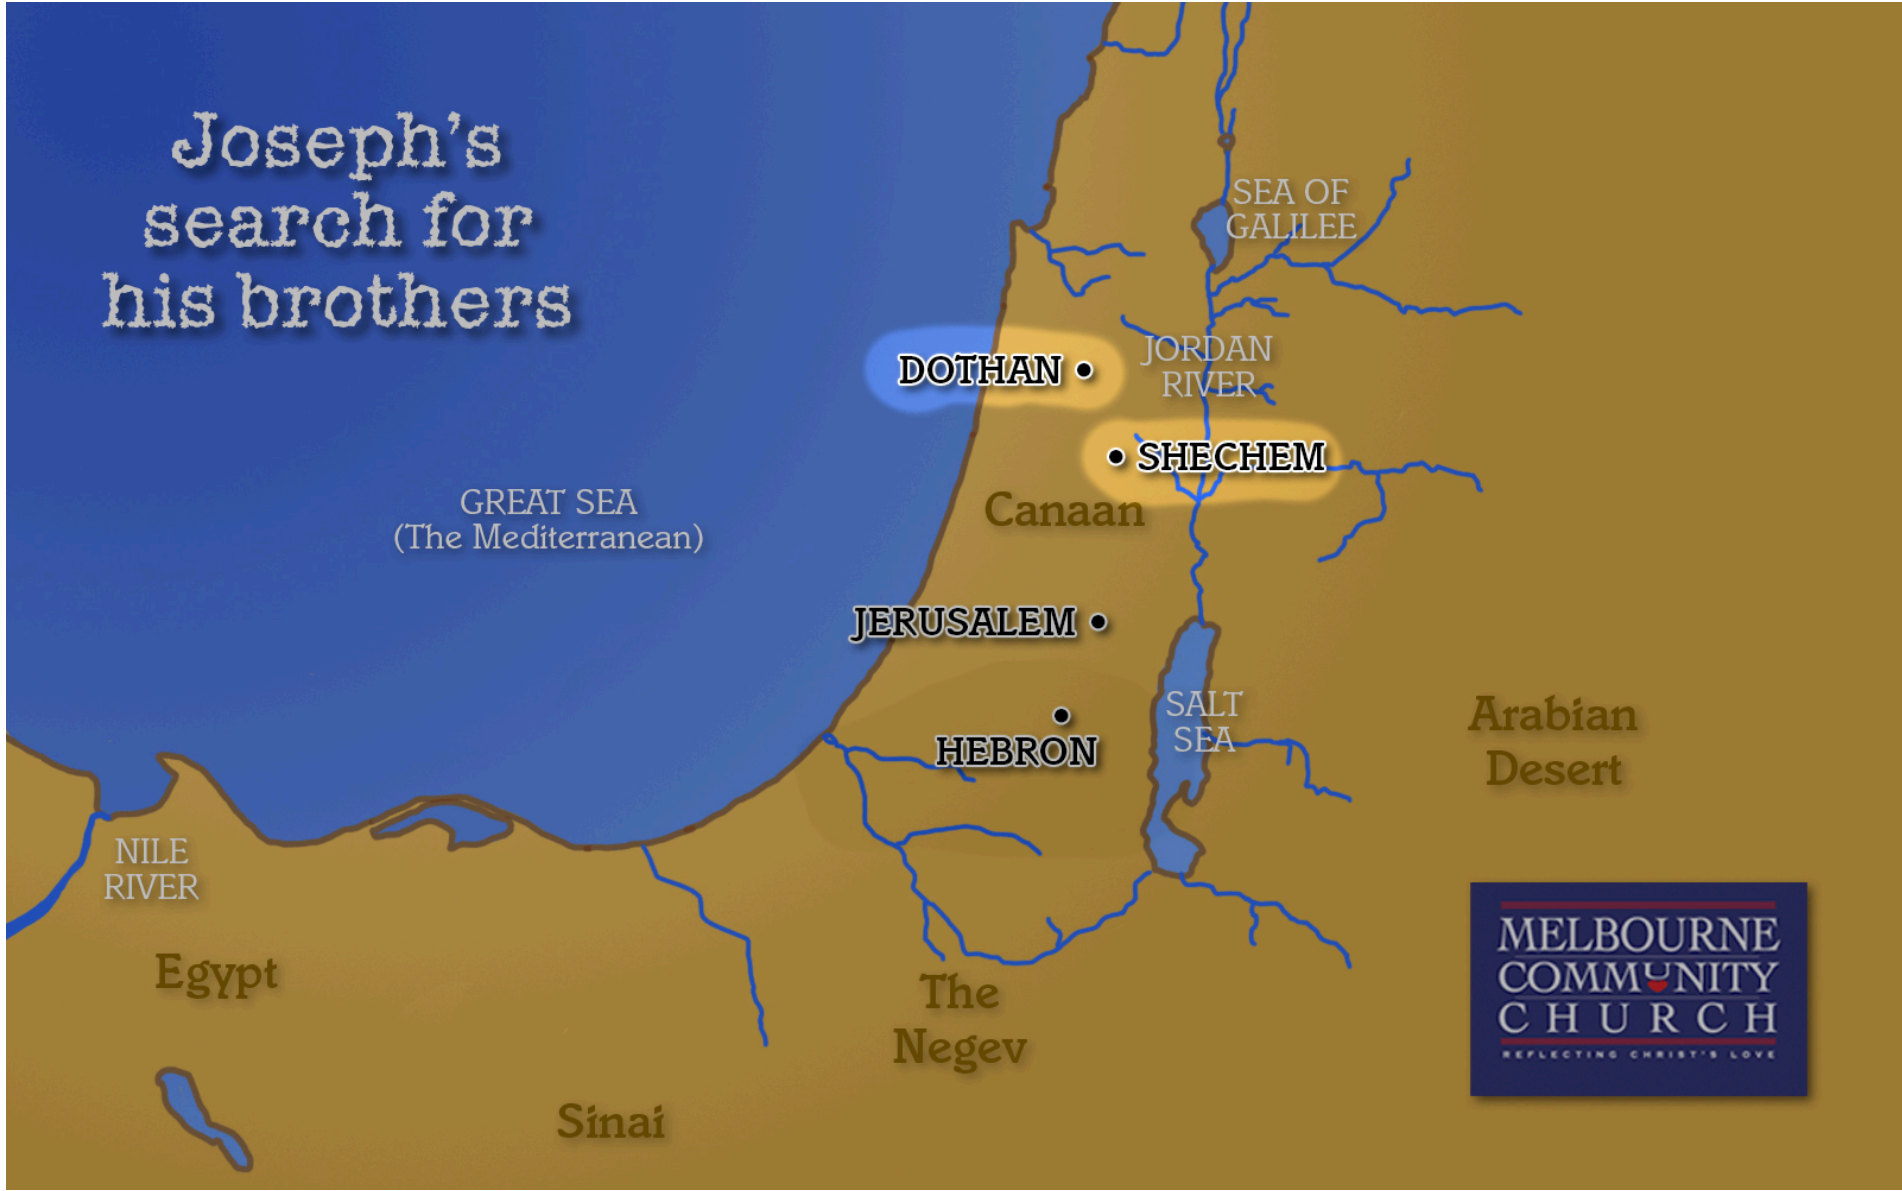 Joseph's
search for
his brothers
SEA OF
GALILEE
DOTHAN
JORDAN
RIVER
SHECHEM
GREAT SEA
(The Mediterranean)
Canaan
JERUSALEM
HEBRON
SALT
SEA
Arabian
Desert
NILE
RIVER
Egypt
The
Negev
Sinai
MELBOURNE
COMMUNITY
CHURCH
REFLECTING CHRIST'S LOVE